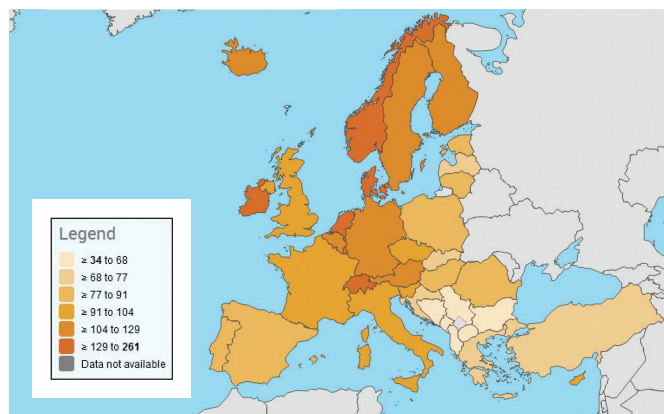 Legend
≥ 34 to 68
≥ 68 to 77
≥ 77 to 91
≥ 91 to 104
≥ 104 to 129
≥ 129 to 261
Data not available